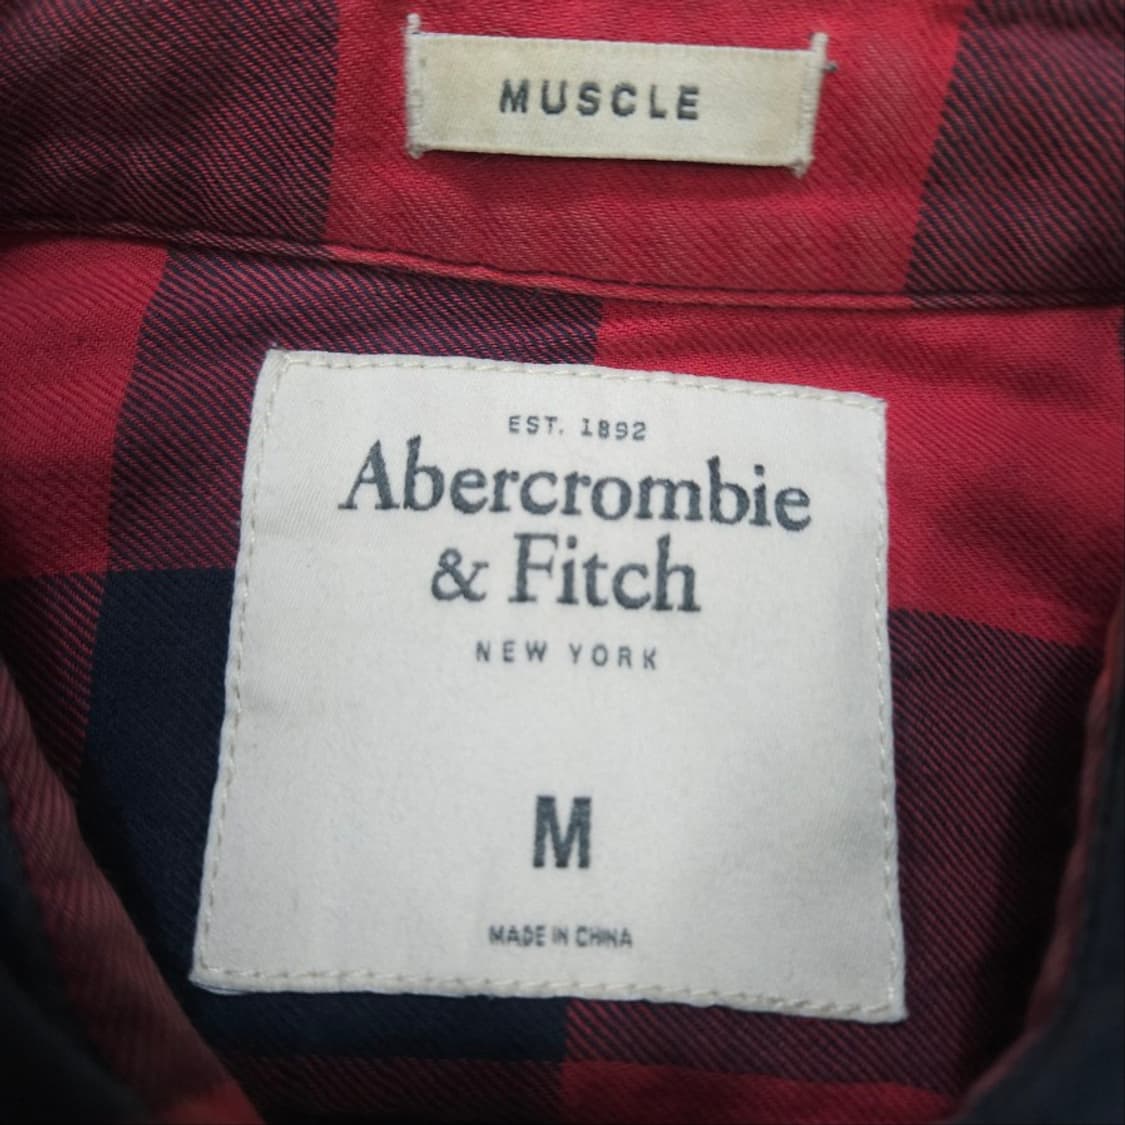 MUSCLE
EST. 1892
Abercrombie
& Fitch
NEW YORK
M
MADE IN CHINA